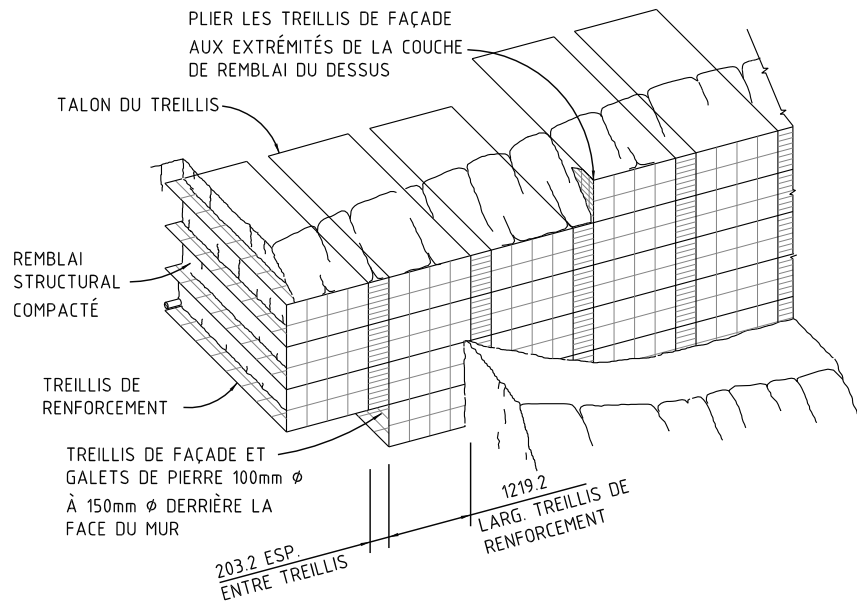 PLIER LES TREILLIS DE FAÇADE
AUX EXTRÉMITÉS DE LA COUCHE
DE REMBLAI DU DESSUS
TALON DU TREILLIS
REMBLAI
STRUCTURAL
COMPACTÉ
TREILLIS DE
RENFORCEMENT
TREILLIS DE FAÇADE ET
GALETS DE PIERRE 100mm Ø
À 150mm Ø DERRIÈRE LA
FACE DU MUR
203.2 ESP.
ENTRE TREILLIS
1219.2
LARG. TREILLIS DE
RENFORCEMENT